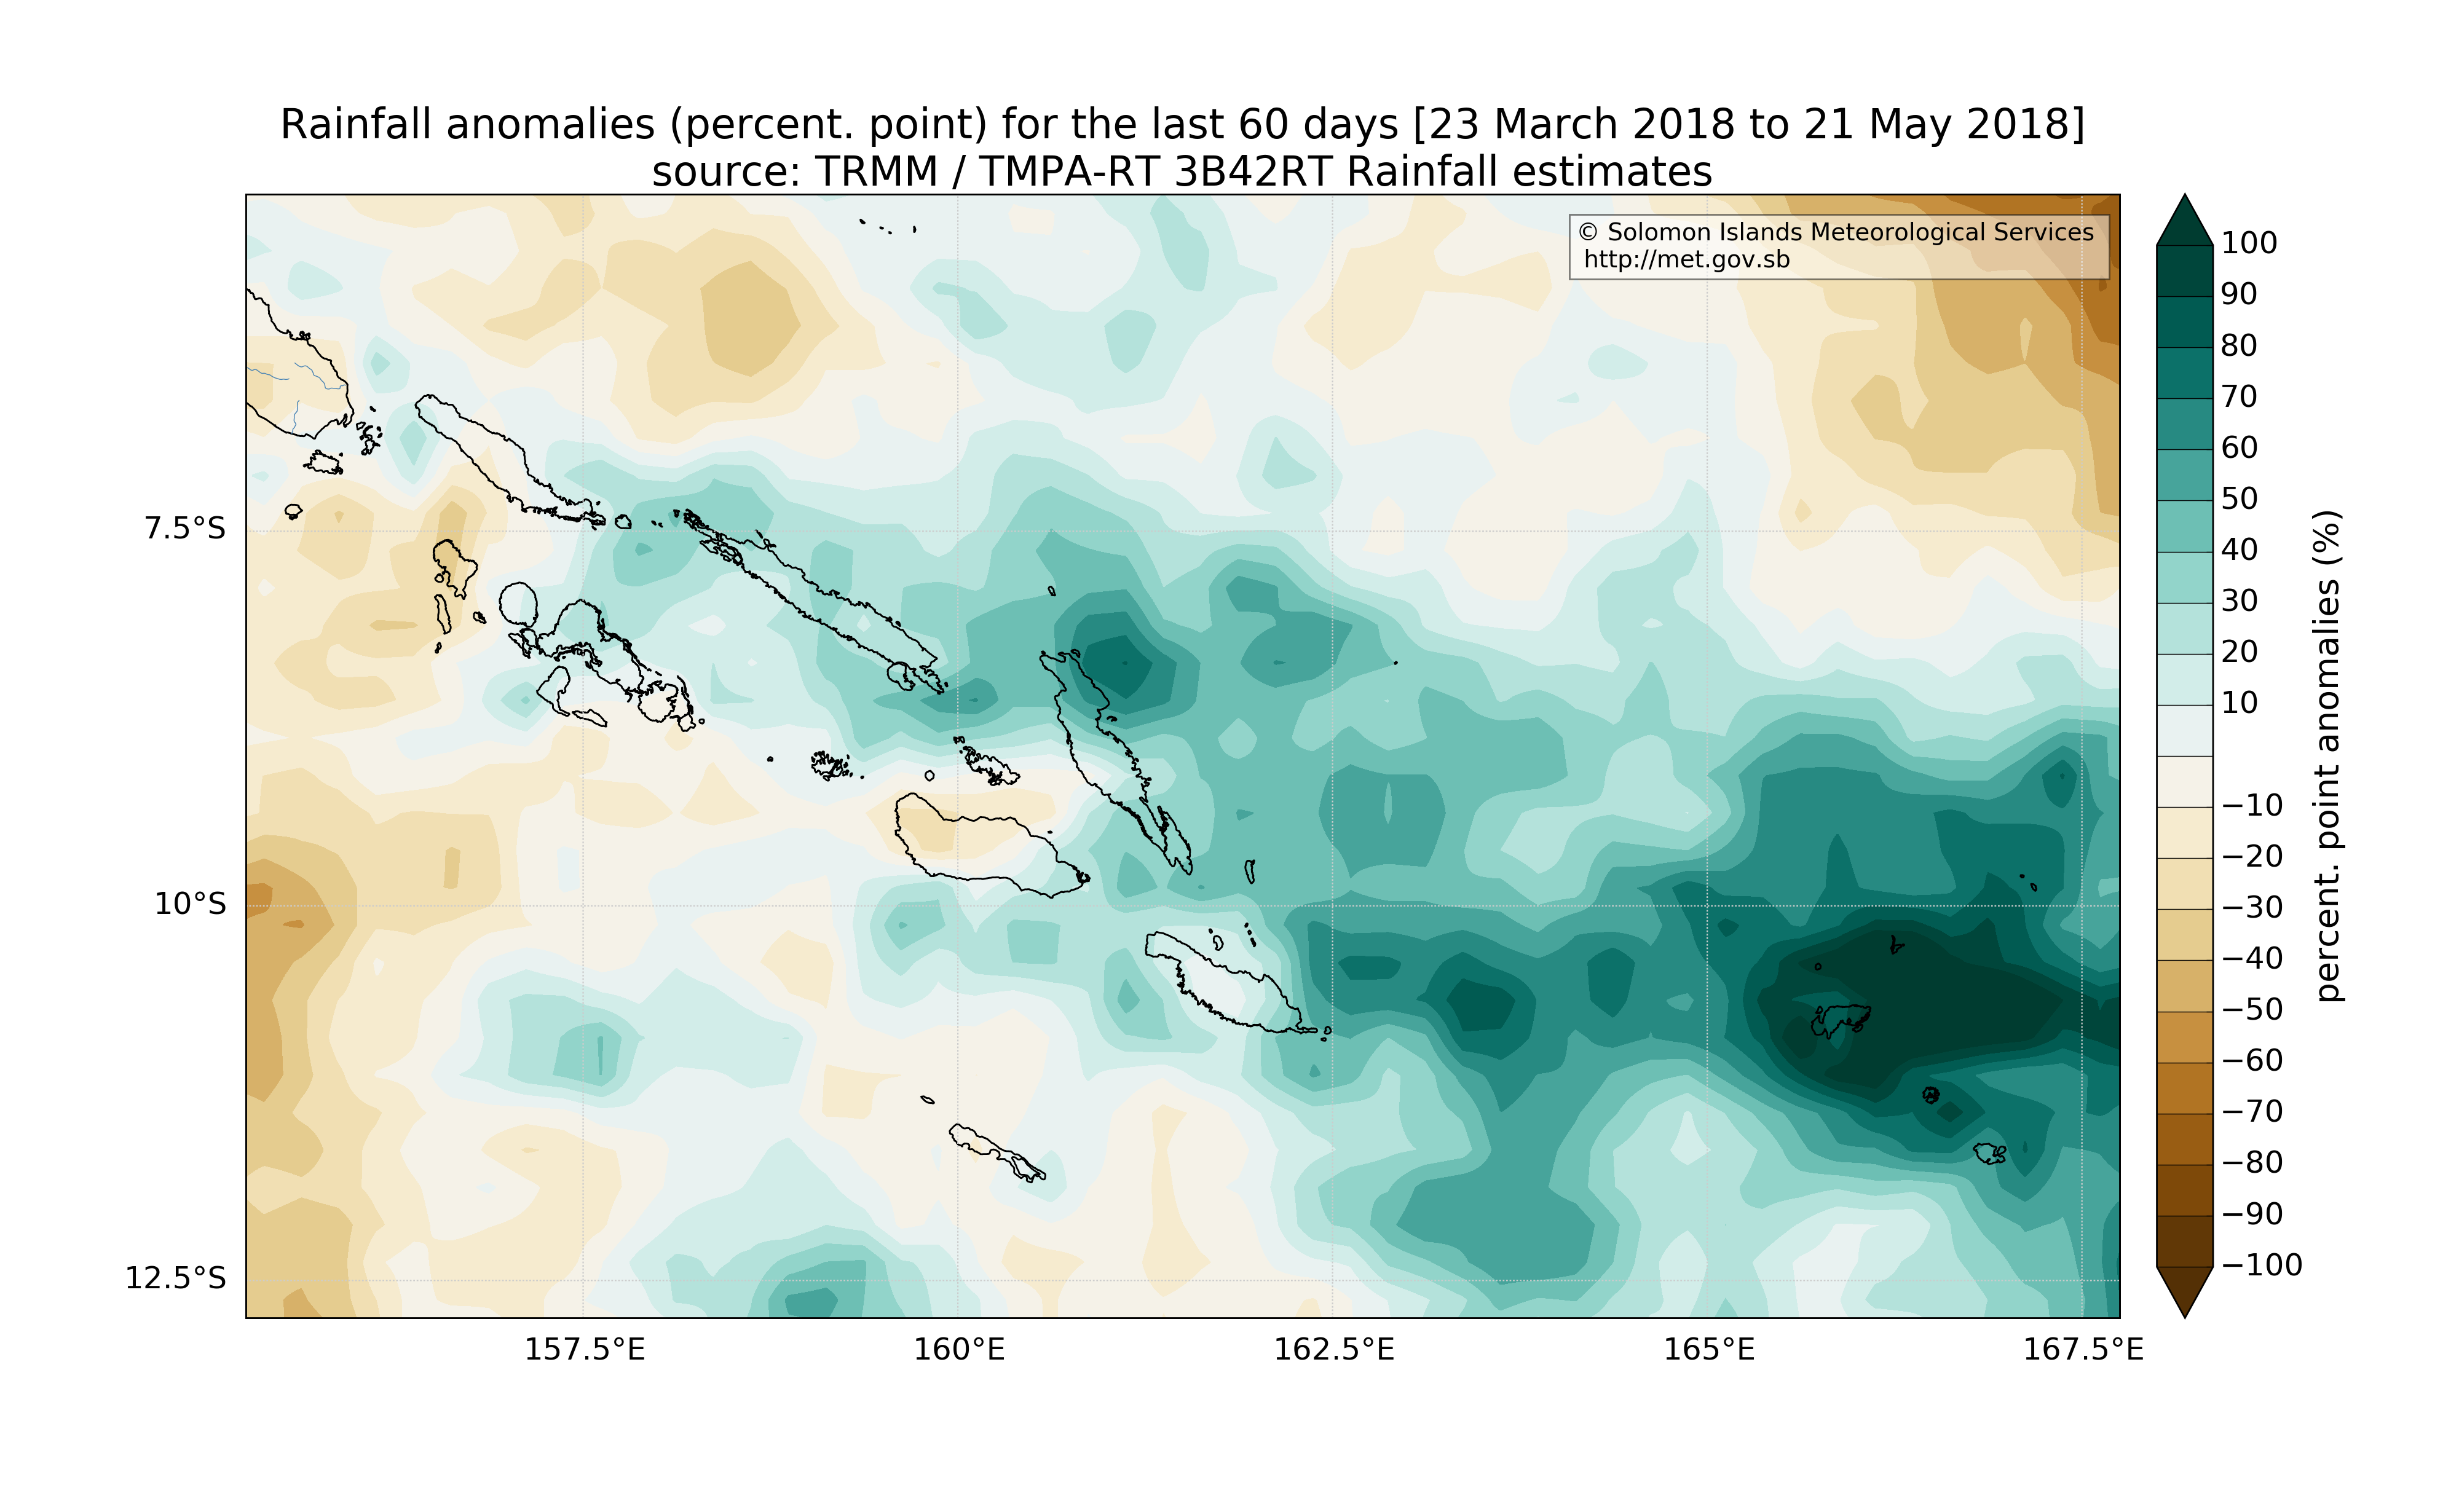 Rainfall anomalies (percent. point) for the last 60 days [23 March 2018 to 21 May 2018]
source: TRMM / TMPA-RT 3B42RT Rainfall estimates
© Solomon Islands Meteorological Services
http://met.gov.sb
7.5°S
10°S
12.5°S
157.5°E
160°E
162.5°E
165°E
167.5°E
100
90
80
70
60
50
40
30
20
10
−10
−20
−30
−40
−50
−60
−70
−80
−90
−100
percent. point anomalies (%)